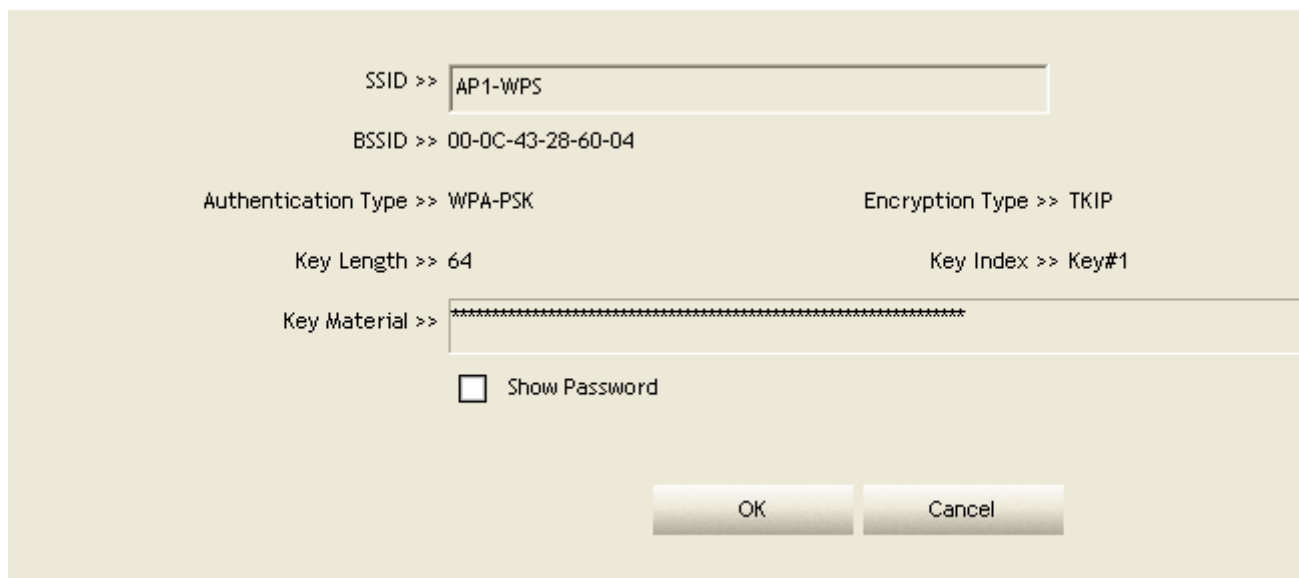 SSID >> AP1-WPS
BSSID >> 00-0C-43-28-60-04
Authentication Type >> WPA-PSK Encryption Type >> TKIP
Key Length >> 64 Key Index >> Key#1
Key Material >> ****************************************************************
Show Password
OK Cancel